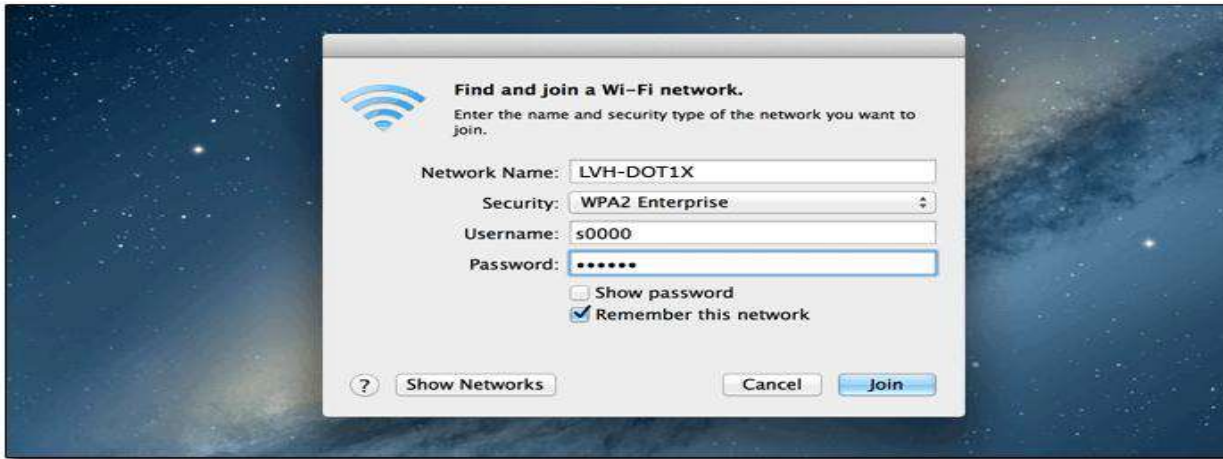 Find and join a Wi-Fi network.
Enter the name and security type of the network you want to
join.
Network Name: LVH-DOT1X
Security: WPA2 Enterprise
Username: s0000
Password: ••••••
Show password
Remember this network
? Show Networks Cancel Join